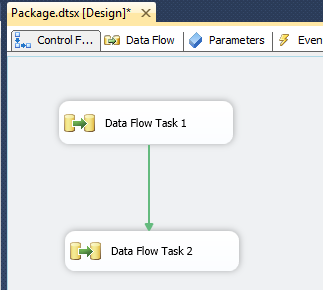 Package.dtsx [Design]*
Control F... Data Flow Parameters Even
Data Flow Task 1
Data Flow Task 2